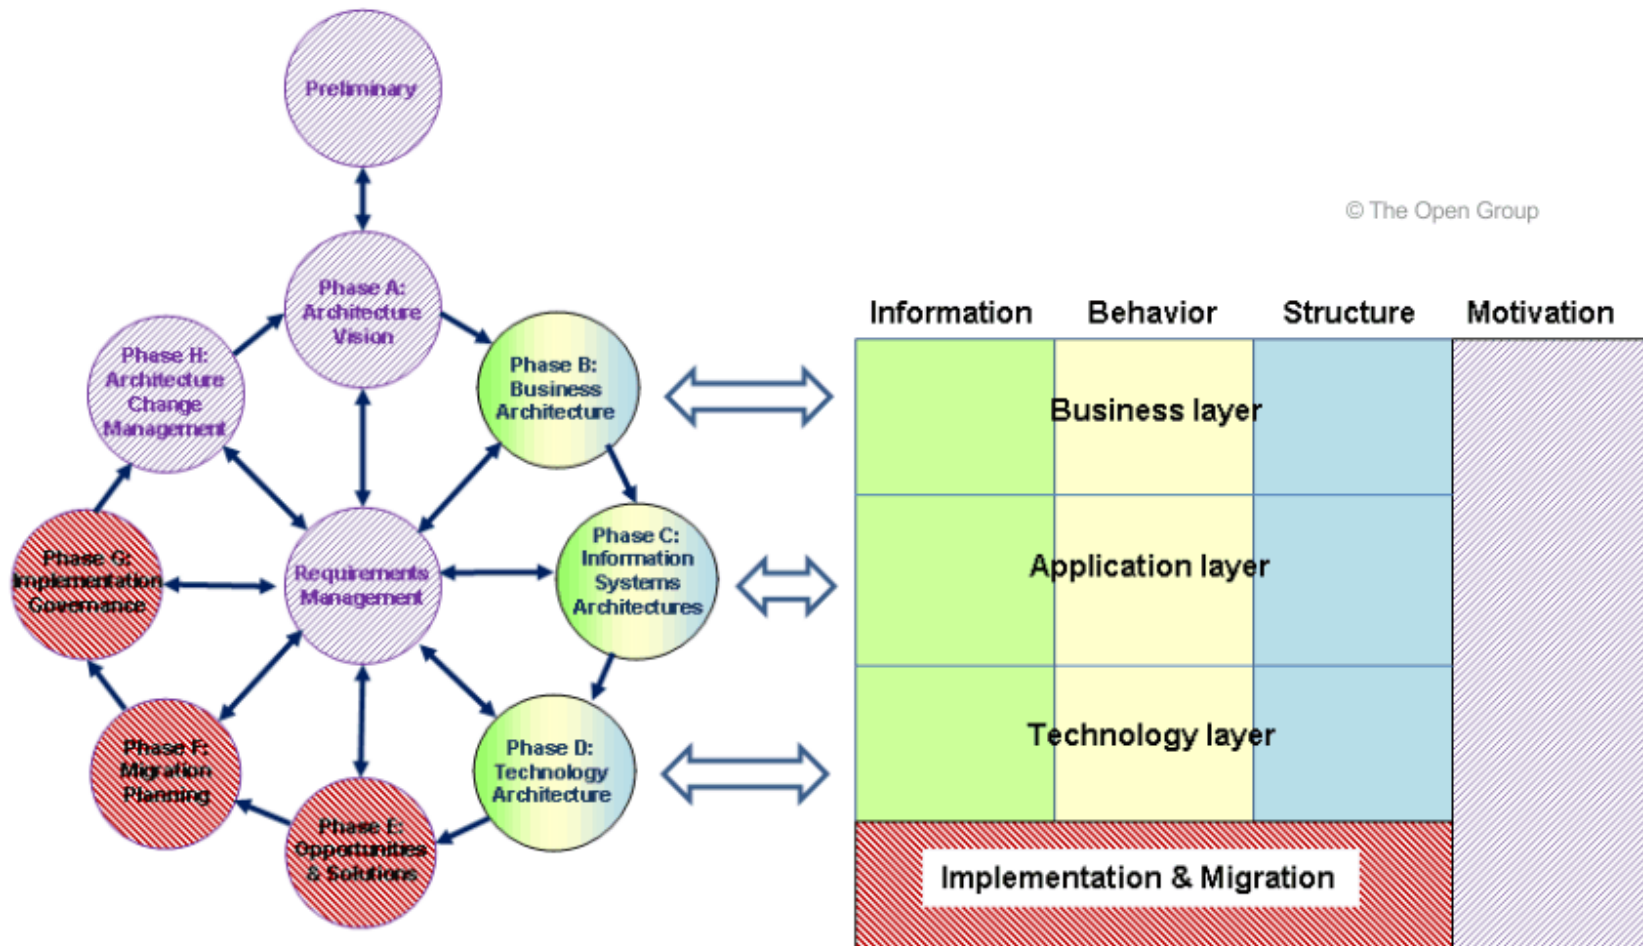 Preliminary
© The Open Group
Phase A:
Architecture
Vision
Phase H:
Architecture
Change
Management
Phase B:
Business
Architecture
Phase G:
Implementation
Governance
Requirements
Management
Phase C:
Information
Systems
Architectures
Phase F:
Migration
Planning
Phase E:
Opportunities
& Solutions
Phase D:
Technology
Architecture
Information
Behavior
Structure
Motivation
Business layer
Application layer
Technology layer
Implementation & Migration